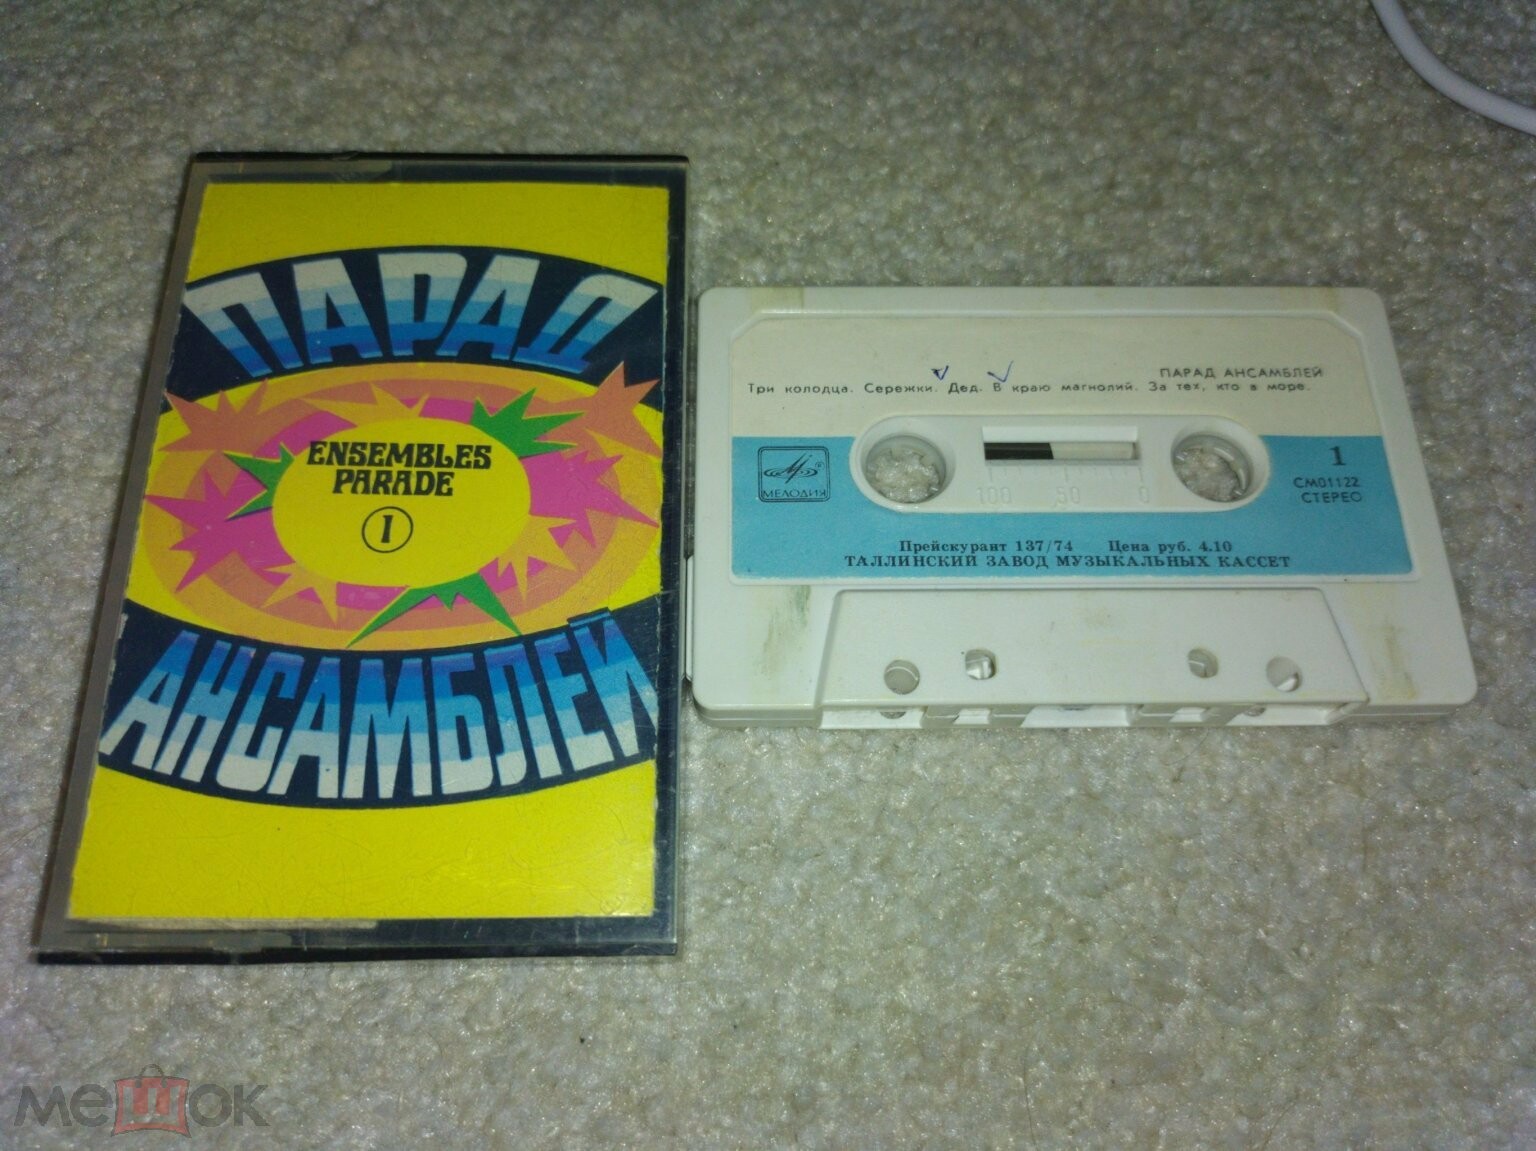 ПАРАД
ENSEMBLES
PARADE
1
АНСАМБЛЕЙ
ПАРАД АНСАМБЛЕЙ
Три колодца. Сережки. Дед. В краю магнолий. За тех, кто в море.
МЕЛОДИЯ
100 50 0
1
СМ01122
СТЕРЕО
Прейскурант 137/74 Цена руб. 4.10
ТАЛЛИНСКИЙ ЗАВОД МУЗЫКАЛЬНЫХ КАССЕТ
мешок